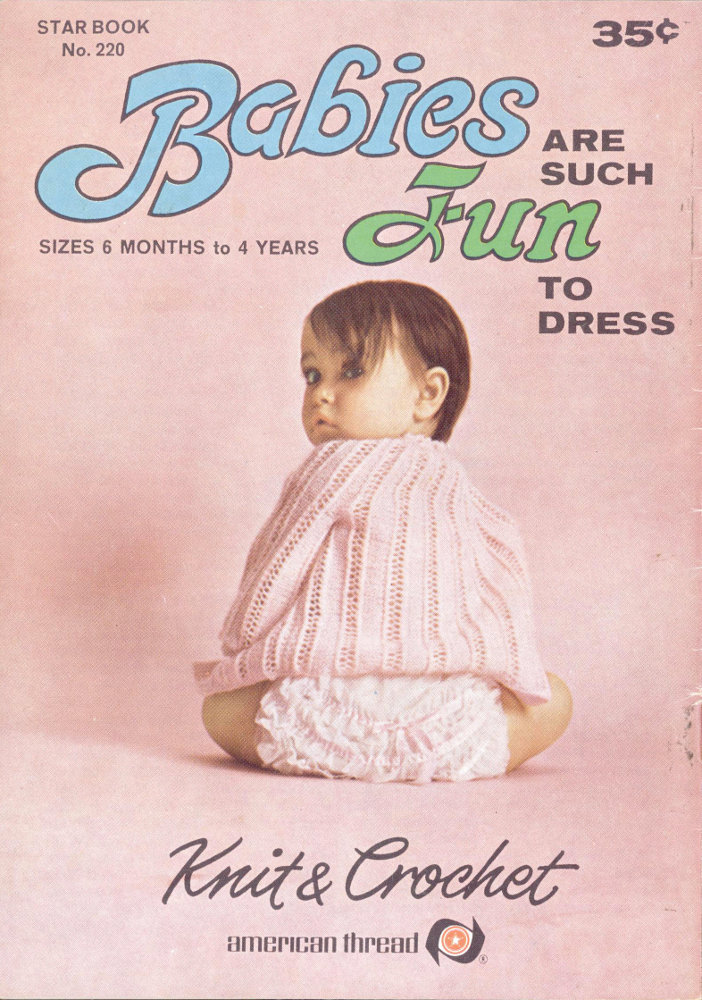 STAR BOOK
No. 220
35¢
Babies
ARE
SUCH
Fun
SIZES 6 MONTHS to 4 YEARS
TO
DRESS
Knit & Crochet
american thread ®